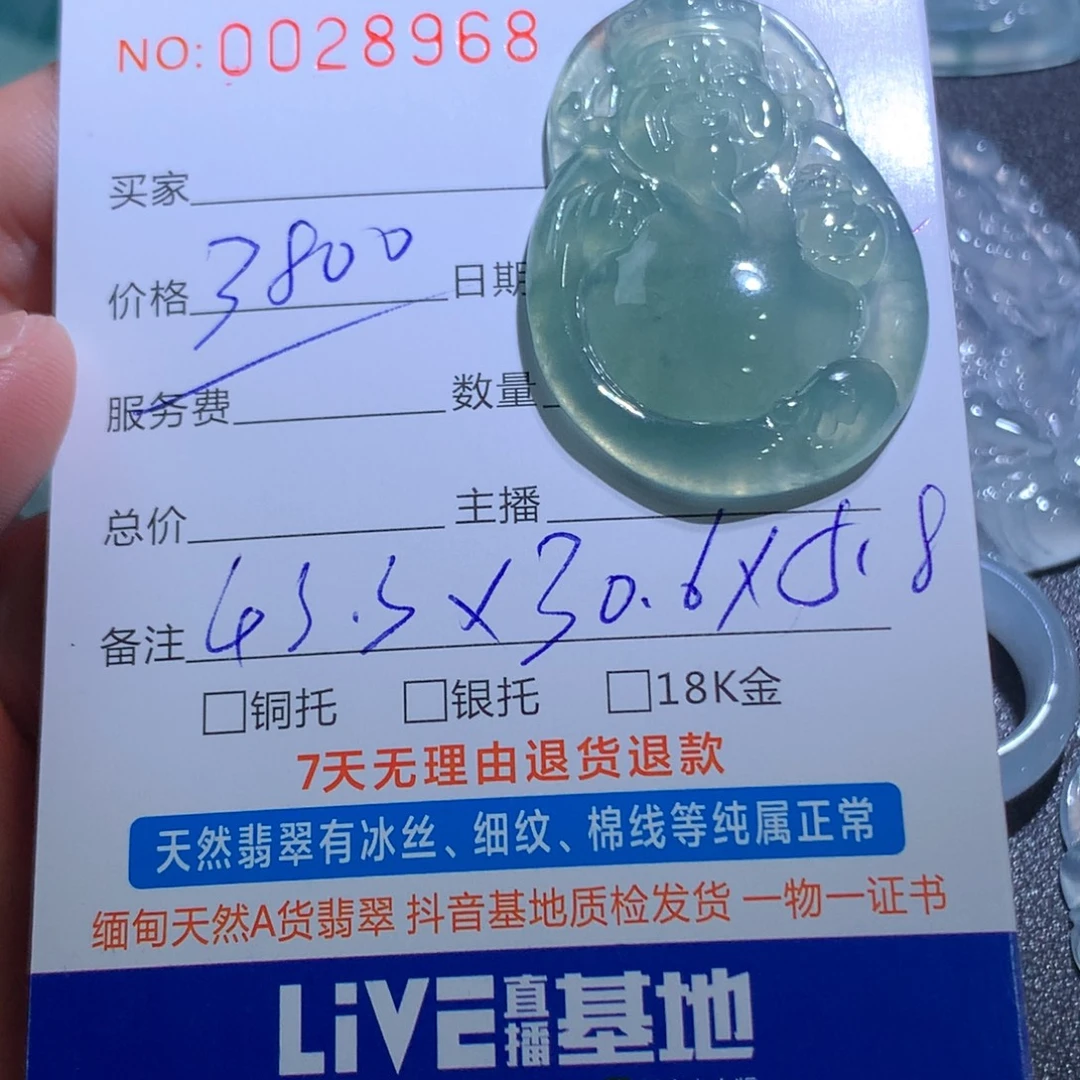 NO:0028968
买家
价格 3800 日期
服务费 数量
总价 主播
备注 43.3×30.6×5.8
□铜托 □银托 □18K金
7天无理由退货退款
天然翡翠有冰丝、细纹、棉线等纯属正常
缅甸天然A货翡翠 抖音基地质检发货 一物一证书
LiVE直播基地